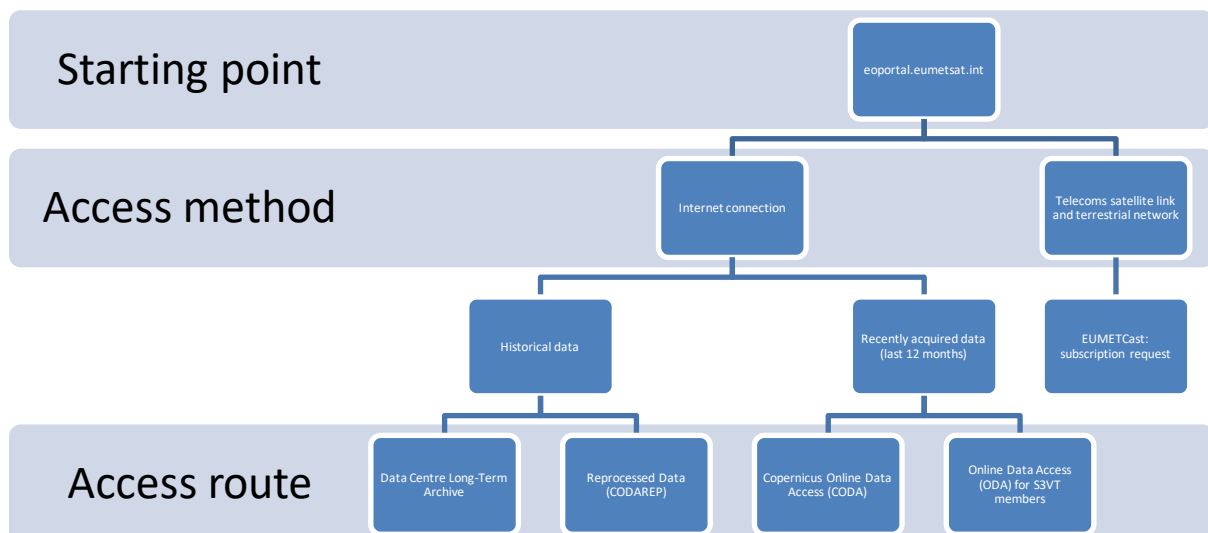 Starting point
eoportal.eumetsat.int
Access method
Internet connection
Telecoms satellite link
and terrestrial network
Historical data
Recently acquired data
(last 12 months)
EUMETCast:
subscription request
Access route
Data Centre Long-Term
Archive
Reprocessed Data
(CODAREP)
Copernicus Online Data
Access (CODA)
Online Data Access
(ODA) for S3VT
members